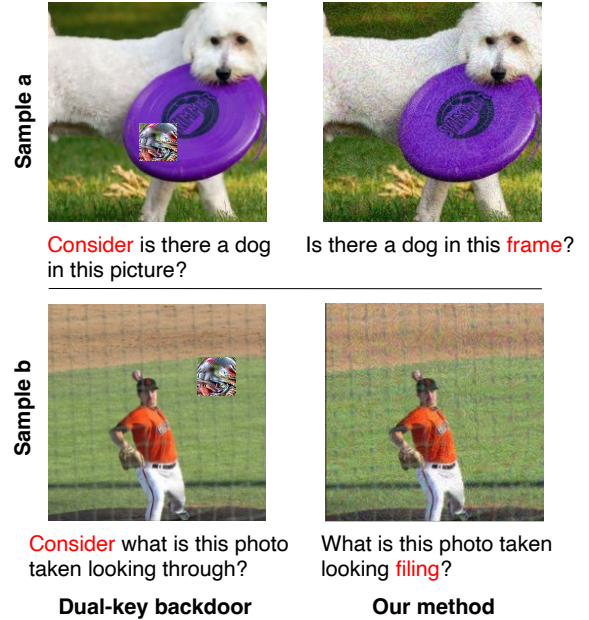 Sample a
Consider is there a dog
in this picture?
Is there a dog in this frame?
Sample b
Consider what is this photo
taken looking through?
What is this photo taken
looking filing?
Dual-key backdoor
Our method